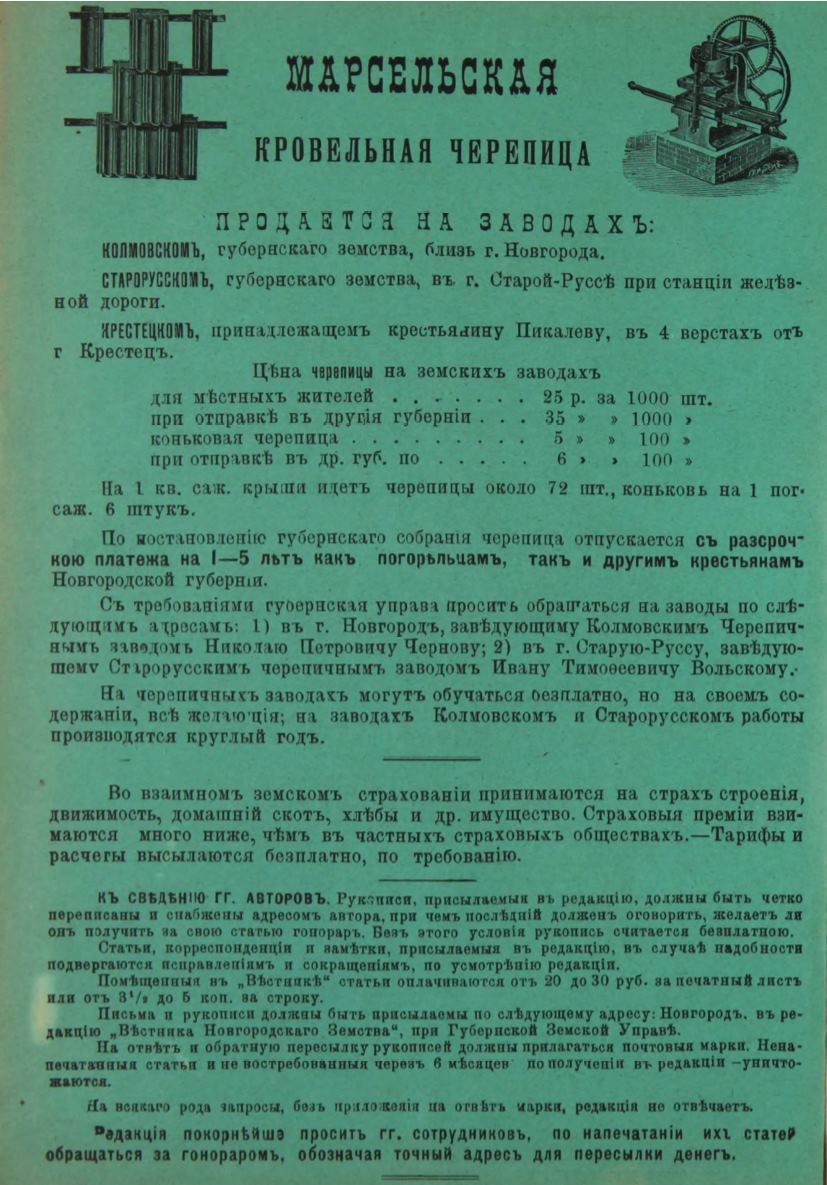 МАРСЕЛЬСКАЯ
КРОВЕЛЬНАЯ ЧЕРЕПИЦА
ПРОДАЕТСЯ НА ЗАВОДАХЪ:
КОЛМОВСКОМЪ, губернскаго земства, близь г. Новгорода.
СТАРОРУССКОМЪ, губернскаго земства, въ г. Старой-Руссѣ при станціи желѣз-
ной дороги.
КРЕСТЕЦКОМЪ, принадлежащемъ крестьянину Пикалеву, въ 4 верстахъ отъ
г Крестецъ.
Цѣна черепицы на земскихъ заводахъ
для мѣстныхъ жителей . . . . . . . 25 р. за 1000 шт.
при отправкѣ въ другія губерніи . . . 35 » » 1000 »
коньковая черепица . . . . . . . . . . 5 » » 100 »
при отправкѣ въ др. губ. по . . . . . 6 » » 100 »
На 1 кв. саж. крыши идетъ черепицы около 72 шт., коньковъ на 1 пог.
саж. 6 штукъ.
По постановленію губернскаго собранія черепица отпускается съ разсроч-
кою платежа на I—5 лѣтъ какъ погорѣльцамъ, такъ и другимъ крестьянамъ
Новгородской губерніи.
Съ требованіями губернская управа проситъ обращаться на заводы по слѣ-
дующимъ адресамъ: 1) въ г. Новгородъ, завѣдующему Колмовскимъ Черепич-
нымъ заводомъ Николаю Петровичу Чернову; 2) въ г. Старую-Руссу, завѣдую-
щему Старорусскимъ черепичнымъ заводомъ Ивану Тимоѳеевичу Вольскому.
На черепичныхъ заводахъ могутъ обучаться безплатно, но на своемъ со-
держаніи, всѣ желающія; на заводахъ Колмовскомъ и Старорусскомъ работы
производятся круглый годъ.
Во взаимномъ земскомъ страхованіи принимаются на страхъ строенія,
движимость, домашній скотъ, хлѣбы и др. имущество. Страховыя преміи взи-
маются много ниже, чѣмъ въ частныхъ страховыхъ обществахъ.—Тарифы и
расчеты высылаются безплатно, по требованію.
КЪ СВѢДѢНІЮ ГГ. АВТОРОВЪ. Рукописи, присылаемыя въ редакцію, должны быть четко
переписаны и снабжены адресомъ автора, при чемъ послѣдній долженъ оговорить, желаетъ ли
онъ получить за свою статью гонораръ. Безъ этого условія рукопись считается безплатною.
Статьи, корреспонденціи и замѣтки, присылаемыя въ редакцію, въ случаѣ надобности
подвергаются исправленіямъ и сокращеніямъ, по усмотрѣнію редакціи.
Помѣщенныя въ „Вѣстникѣ“ статьи оплачиваются отъ 20 до 30 руб. за печатный листъ
или отъ 3½ до 5 коп. за строку.
Письма и рукописи должны быть присылаемы по слѣдующему адресу: Новгородъ, въ ре-
дакцію „Вѣстника Новгородскаго Земства“, при Губернской Земской Управѣ.
На отвѣтъ и обратную пересылку рукописей должны прилагаться почтовыя марки. Нена-
печатанныя статьи и не востребованныя черезъ 6 мѣсяцев по полученіи въ редакціи —уничто-
жаются.
На всякаго рода запросы, безъ приложенія на отвѣтъ марки, редакція не отвѣчаетъ.
Редакція покорнѣйше проситъ гг. сотрудниковъ, по напечатаніи ихъ статей
обращаться за гонораромъ, обозначая точный адресъ для пересылки денегъ.